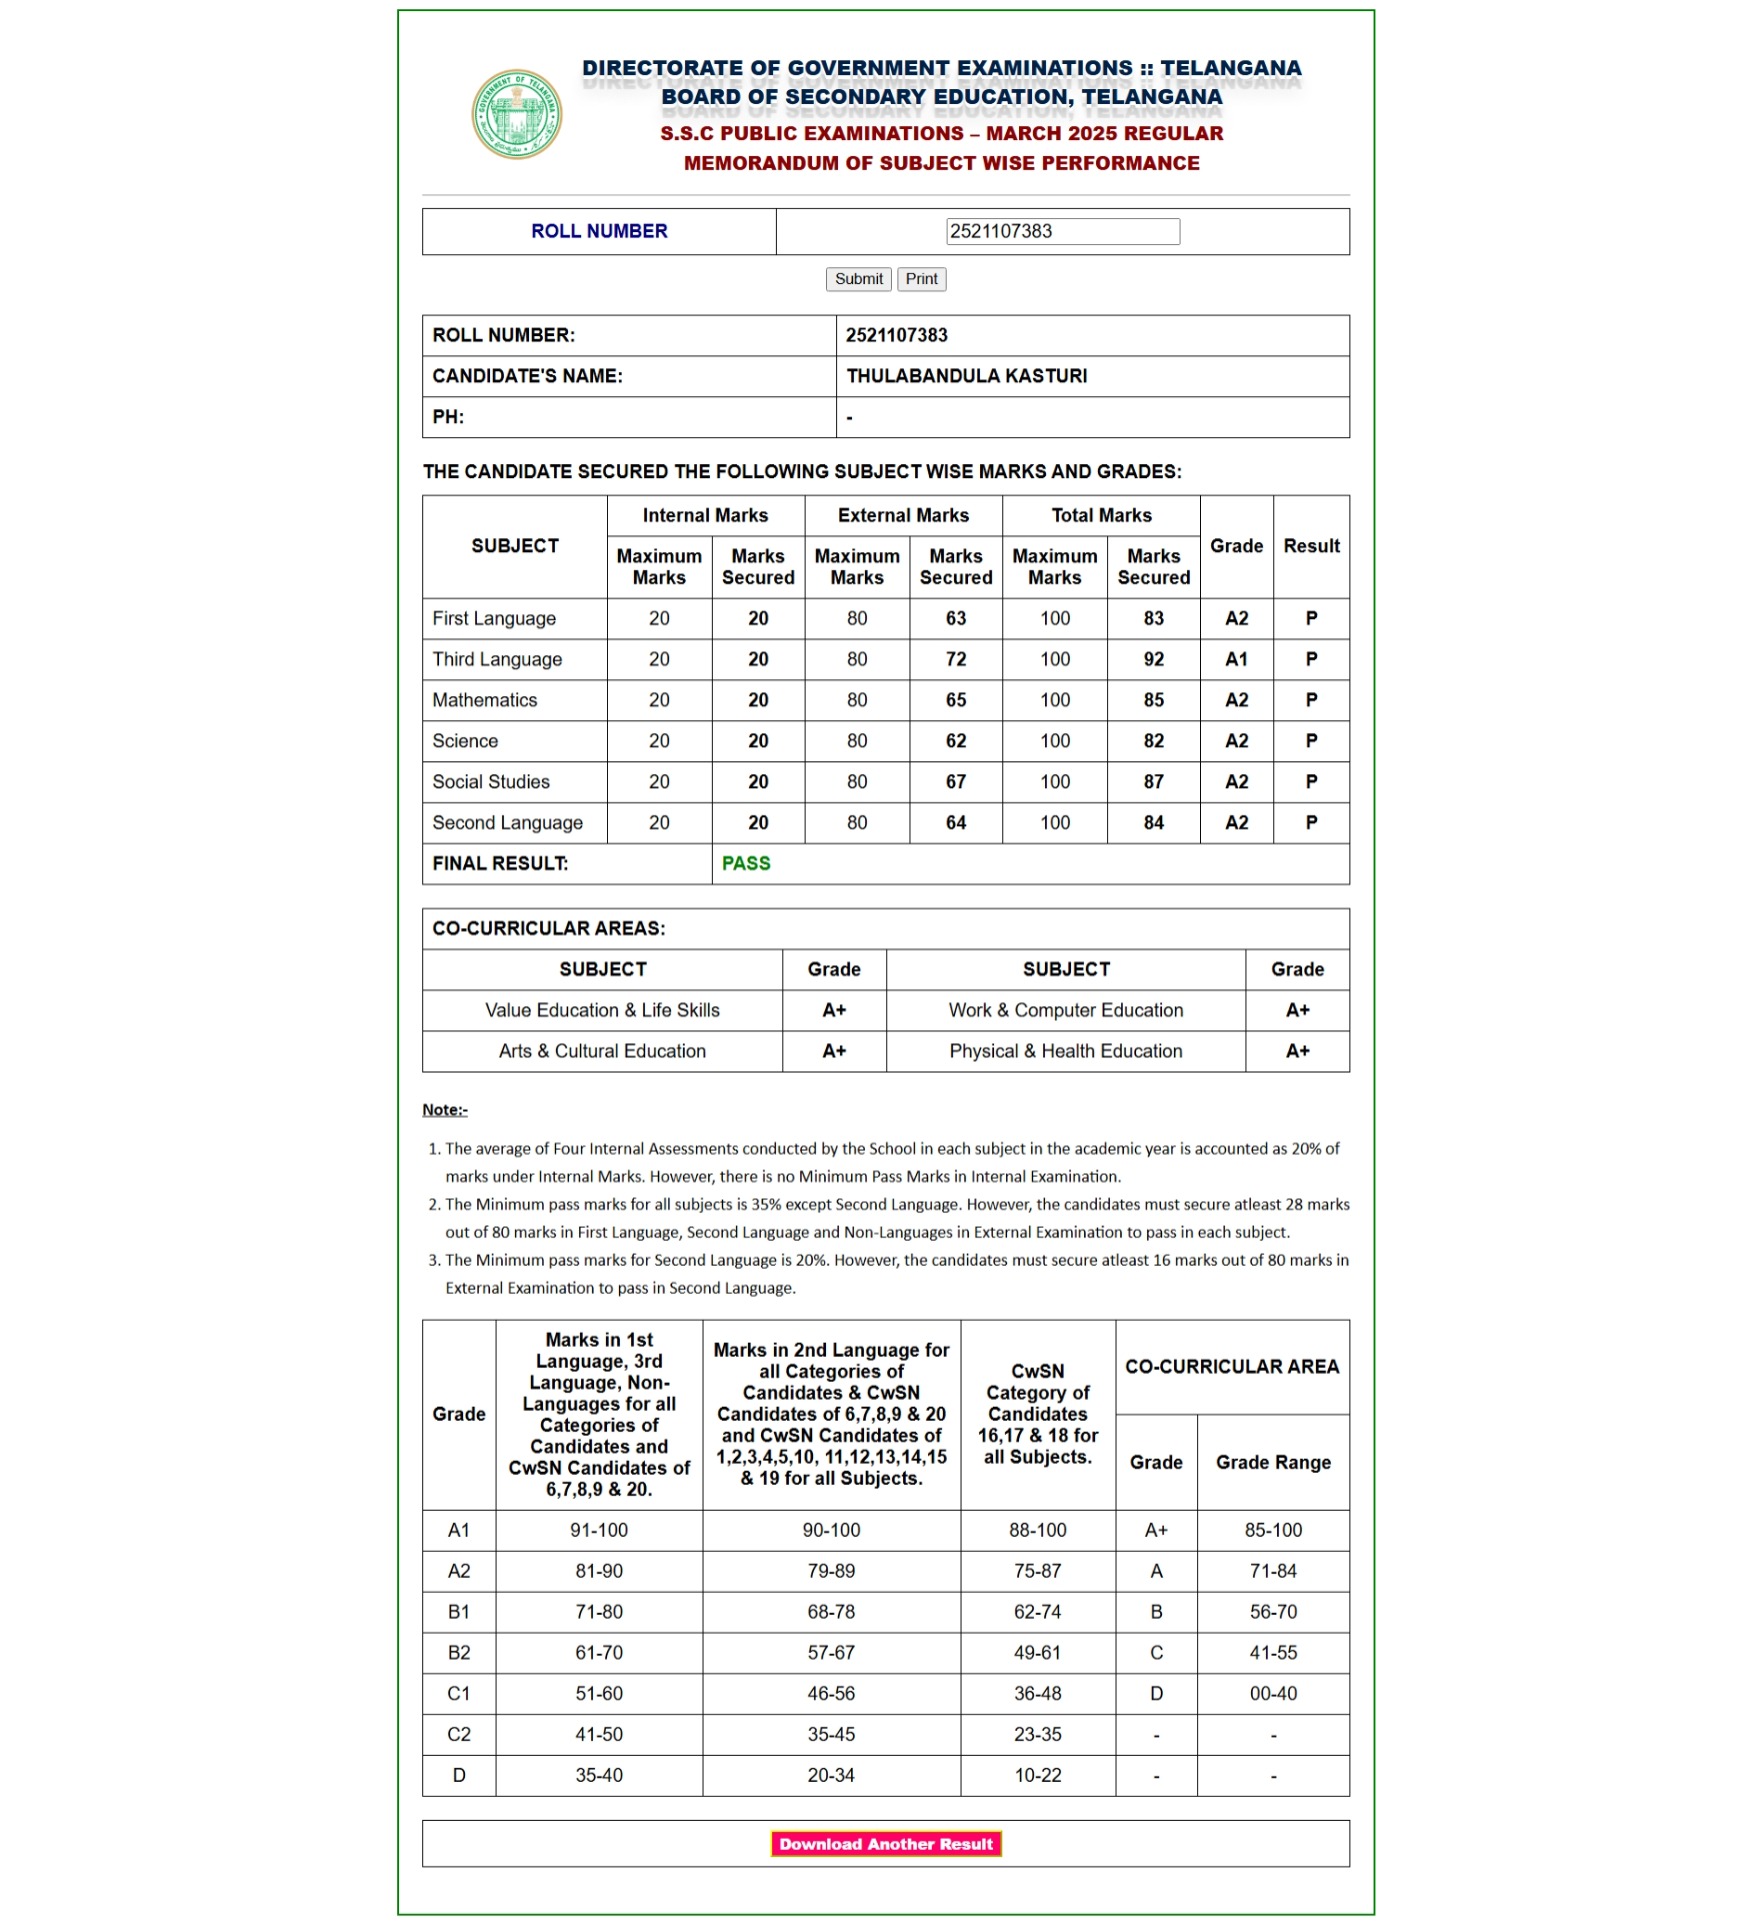 DIRECTORATE OF GOVERNMENT EXAMINATIONS :: TELANGANA
BOARD OF SECONDARY EDUCATION, TELANGANA
S.S.C PUBLIC EXAMINATIONS – MARCH 2025 REGULAR
MEMORANDUM OF SUBJECT WISE PERFORMANCE
GOVERNMENT OF TELANGANA
ROLL NUMBER 2521107383
Submit Print
ROLL NUMBER: 2521107383
CANDIDATE'S NAME: THULABANDULA KASTURI
PH: -
THE CANDIDATE SECURED THE FOLLOWING SUBJECT WISE MARKS AND GRADES:
SUBJECT Internal Marks External Marks Total Marks Grade Result
Maximum Marks Marks Secured Maximum Marks Marks Secured Maximum Marks Marks Secured
First Language 20 20 80 63 100 83 A2 P
Third Language 20 20 80 72 100 92 A1 P
Mathematics 20 20 80 65 100 85 A2 P
Science 20 20 80 62 100 82 A2 P
Social Studies 20 20 80 67 100 87 A2 P
Second Language 20 20 80 64 100 84 A2 P
FINAL RESULT: PASS
CO-CURRICULAR AREAS:
SUBJECT Grade SUBJECT Grade
Value Education & Life Skills A+ Work & Computer Education A+
Arts & Cultural Education A+ Physical & Health Education A+
Note:-
1. The average of Four Internal Assessments conducted by the School in each subject in the academic year is accounted as 20% of
marks under Internal Marks. However, there is no Minimum Pass Marks in Internal Examination.
2. The Minimum pass marks for all subjects is 35% except Second Language. However, the candidates must secure atleast 28 marks
out of 80 marks in First Language, Second Language and Non-Languages in External Examination to pass in each subject.
3. The Minimum pass marks for Second Language is 20%. However, the candidates must secure atleast 16 marks out of 80 marks in
External Examination to pass in Second Language.
Grade
Marks in 1st
Language, 3rd
Language, Non-
Languages for all
Categories of
Candidates and
CwSN Candidates of
6,7,8,9 & 20.
Marks in 2nd Language for
all Categories of
Candidates & CwSN
Candidates of 6,7,8,9 & 20
and CwSN Candidates of
1,2,3,4,5,10, 11,12,13,14,15
& 19 for all Subjects.
CwSN
Category of
Candidates
16,17 & 18 for
all Subjects.
CO-CURRICULAR AREA
Grade Grade Range
A1 91-100 90-100 88-100 A+ 85-100
A2 81-90 79-89 75-87 A 71-84
B1 71-80 68-78 62-74 B 56-70
B2 61-70 57-67 49-61 C 41-55
C1 51-60 46-56 36-48 D 00-40
C2 41-50 35-45 23-35 - -
D 35-40 20-34 10-22 - -
Download Another Result